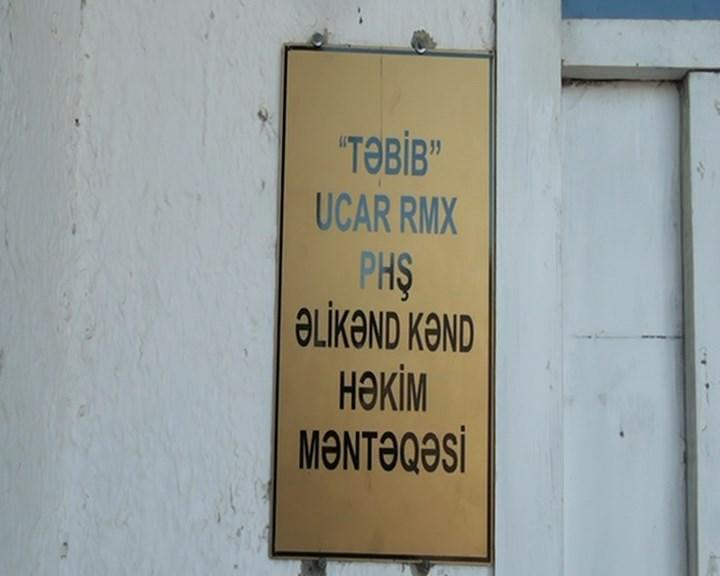 "TƏBİB"
UCAR RMX
PHŞ
ƏLİKƏND KƏND
HƏKİM
MƏNTƏQƏSİ